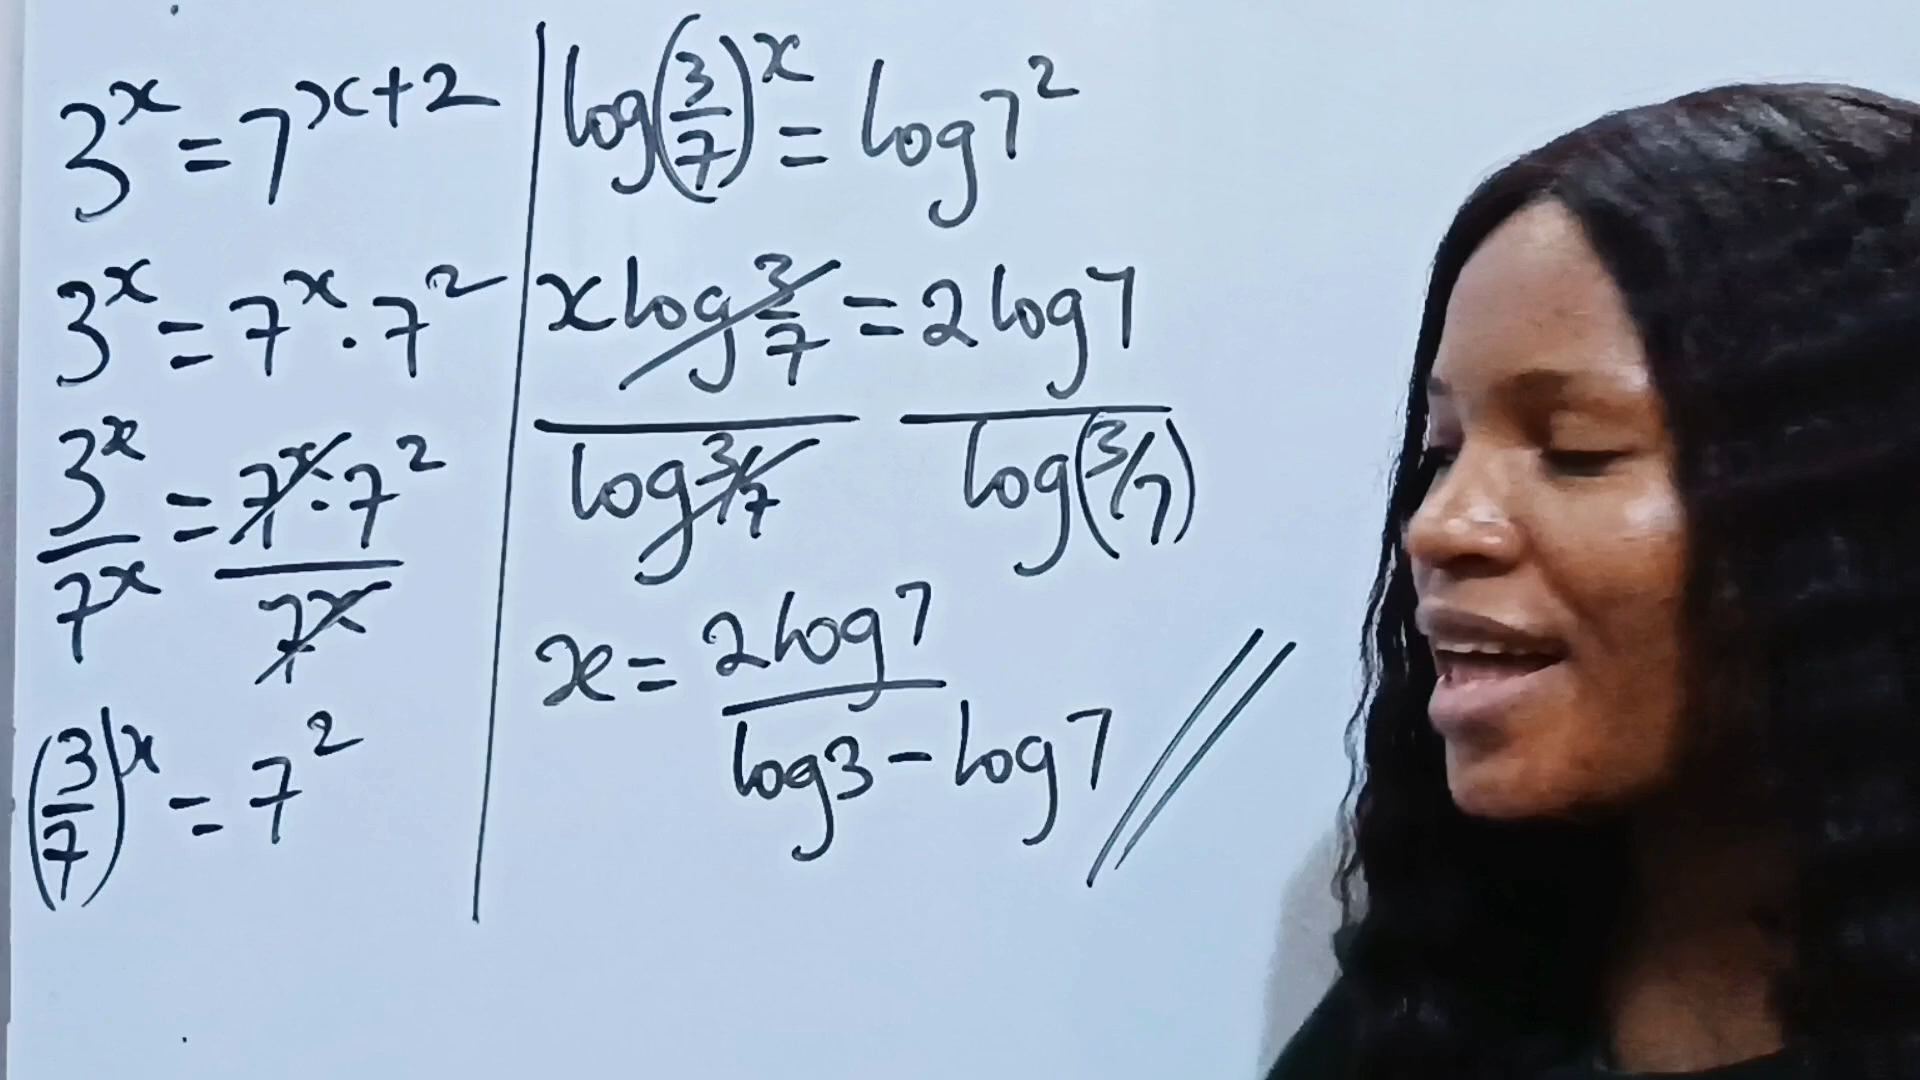 3^x = 7^{x+2}
3^x = 7^x · 7^2
3^x/7^x = 7^x · 7^2/7^x
(3/7)^x = 7^2
log(3/7)^x = log 7^2
x log 3/7 = 2 log 7
log 3/7 log(3/7)
x = 2 log 7
log 3 - log 7